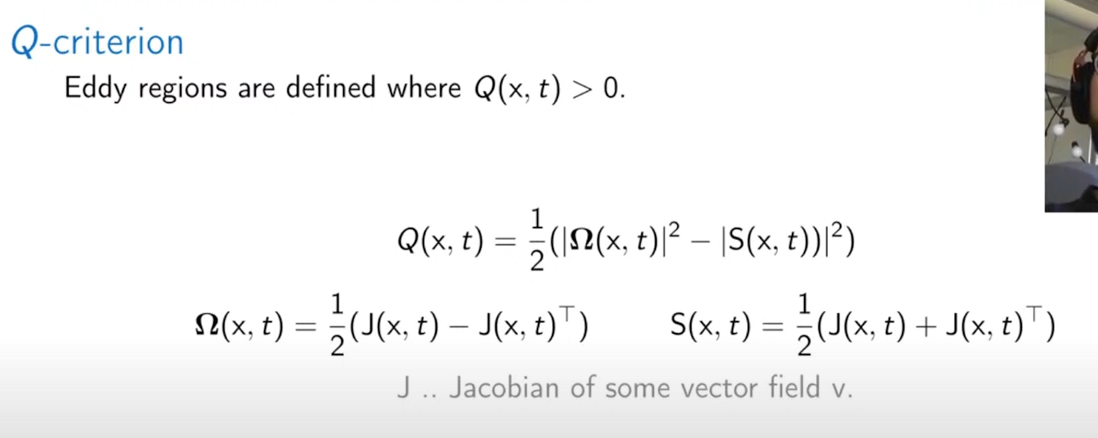 Q-criterion
Eddy regions are defined where Q(x, t) > 0.
Q(x, t) = 1/2 (|Ω(x, t)|² − |S(x, t))|²)
Ω(x, t) = 1/2 (J(x, t) − J(x, t)⊤) S(x, t) = 1/2 (J(x, t) + J(x, t)⊤)
J .. Jacobian of some vector field v.